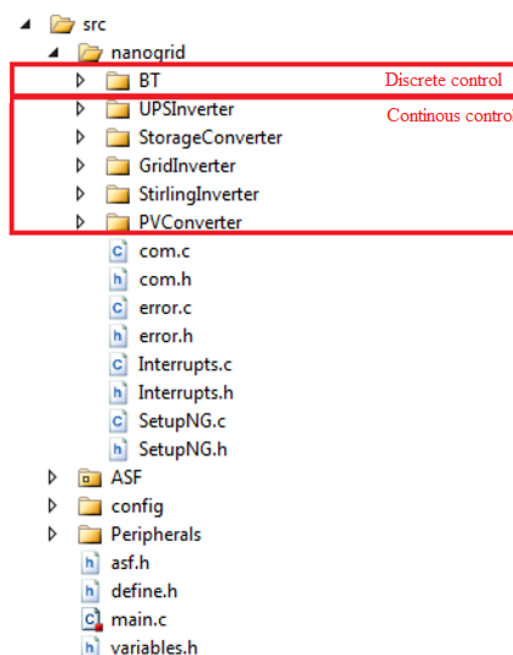 src
nanogrid
BT Discrete control
UPSInverter Continous control
StorageConverter
GridInverter
StirlingInverter
PVConverter
c com.c
h com.h
c error.c
h error.h
c Interrupts.c
h Interrupts.h
c SetupNG.c
h SetupNG.h
ASF
config
Peripherals
h asf.h
h define.h
c main.c
h variables.h